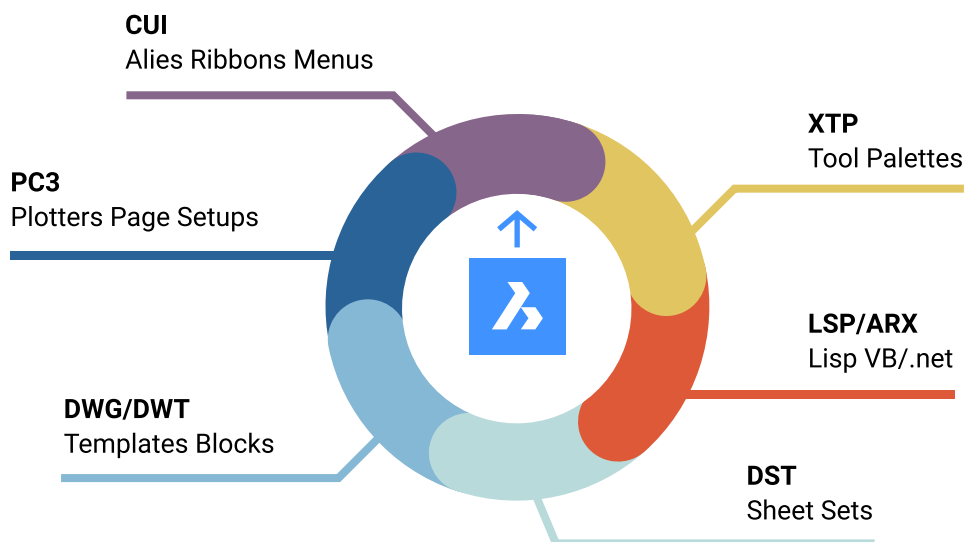 CUI
Alies Ribbons Menus
XTP
Tool Palettes
PC3
Plotters Page Setups
LSP/ARX
Lisp VB/.net
DWG/DWT
Templates Blocks
DST
Sheet Sets